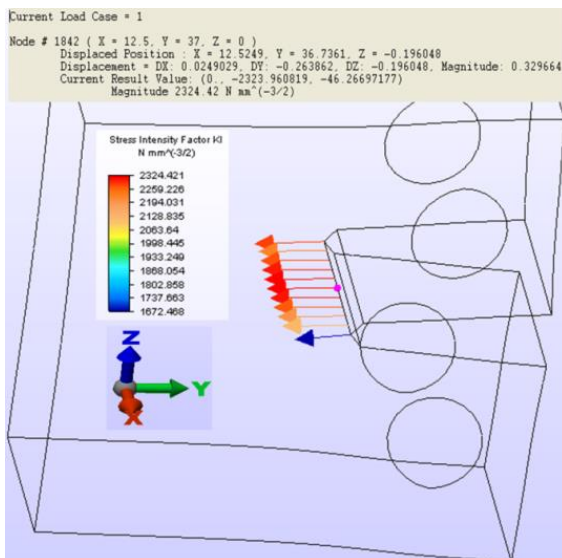 Current Load Case = 1
Node # 1842 ( X = 12.5, Y = 37, Z = 0 )
Displaced Position : X = 12.5249, Y = 36.7361, Z = -0.196048
Displacement = DX: 0.0249029, DY: -0.263862, DZ: -0.196048, Magnitude: 0.329664
Current Result Value: (0., -2323.960819, -46.26697177)
Magnitude 2324.42 N mm^(-3/2)
Stress Intensity Factor KI
N mm^(-3/2)
2324.421
2259.226
2194.031
2128.835
2063.64
1998.445
1933.249
1868.054
1802.858
1737.663
1672.468
Z
Y
X